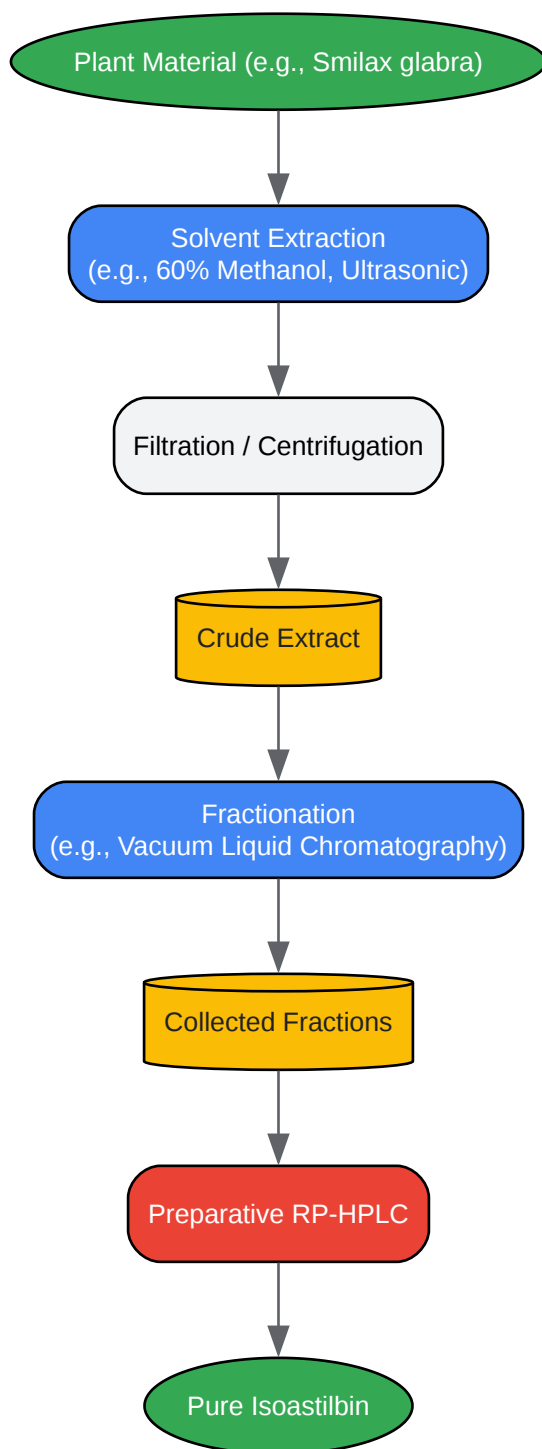 Plant Material (e.g., Smilax glabra)
Solvent Extraction
(e.g., 60% Methanol, Ultrasonic)
Filtration / Centrifugation
Crude Extract
Fractionation
(e.g., Vacuum Liquid Chromatography)
Collected Fractions
Preparative RP-HPLC
Pure Isoastilbin